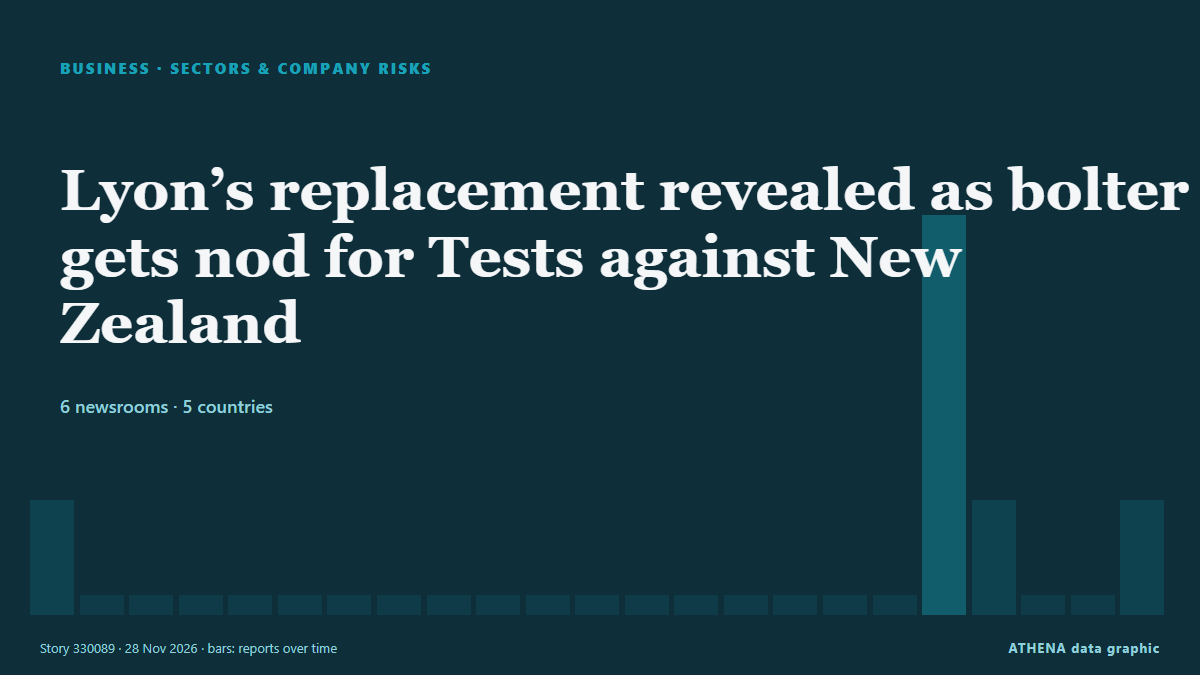 BUSINESS · SECTORS & COMPANY RISKS
Lyon’s replacement revealed as bolter
gets nod for Tests against New
Zealand
6 newsrooms · 5 countries
Story 330089 · 28 Nov 2026 · bars: reports over time
ATHENA data graphic